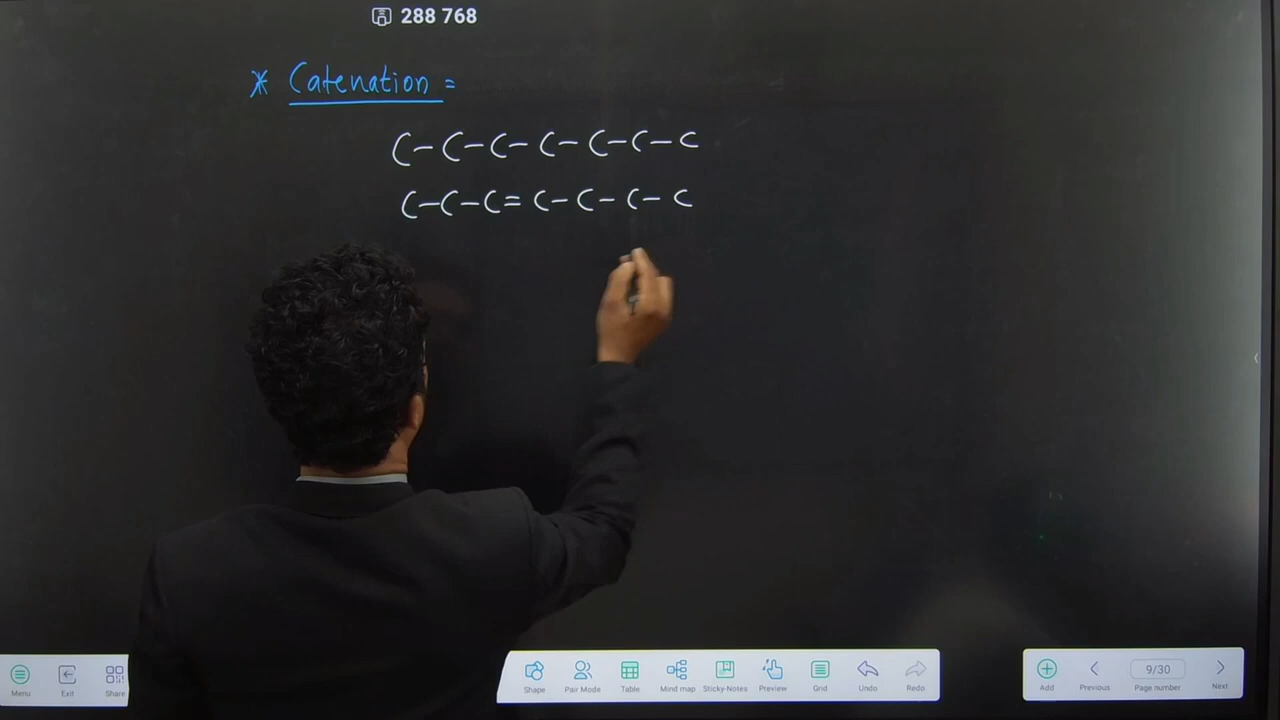 288 768
* Catenation =
C-C-C-C-C-C-C
C-C-C=C-C-C-C
Menu Exit Share Shape Pair Mode Table Mind map Sticky-Notes Preview Grid Undo Redo Add Previous 9/30 Page number Next